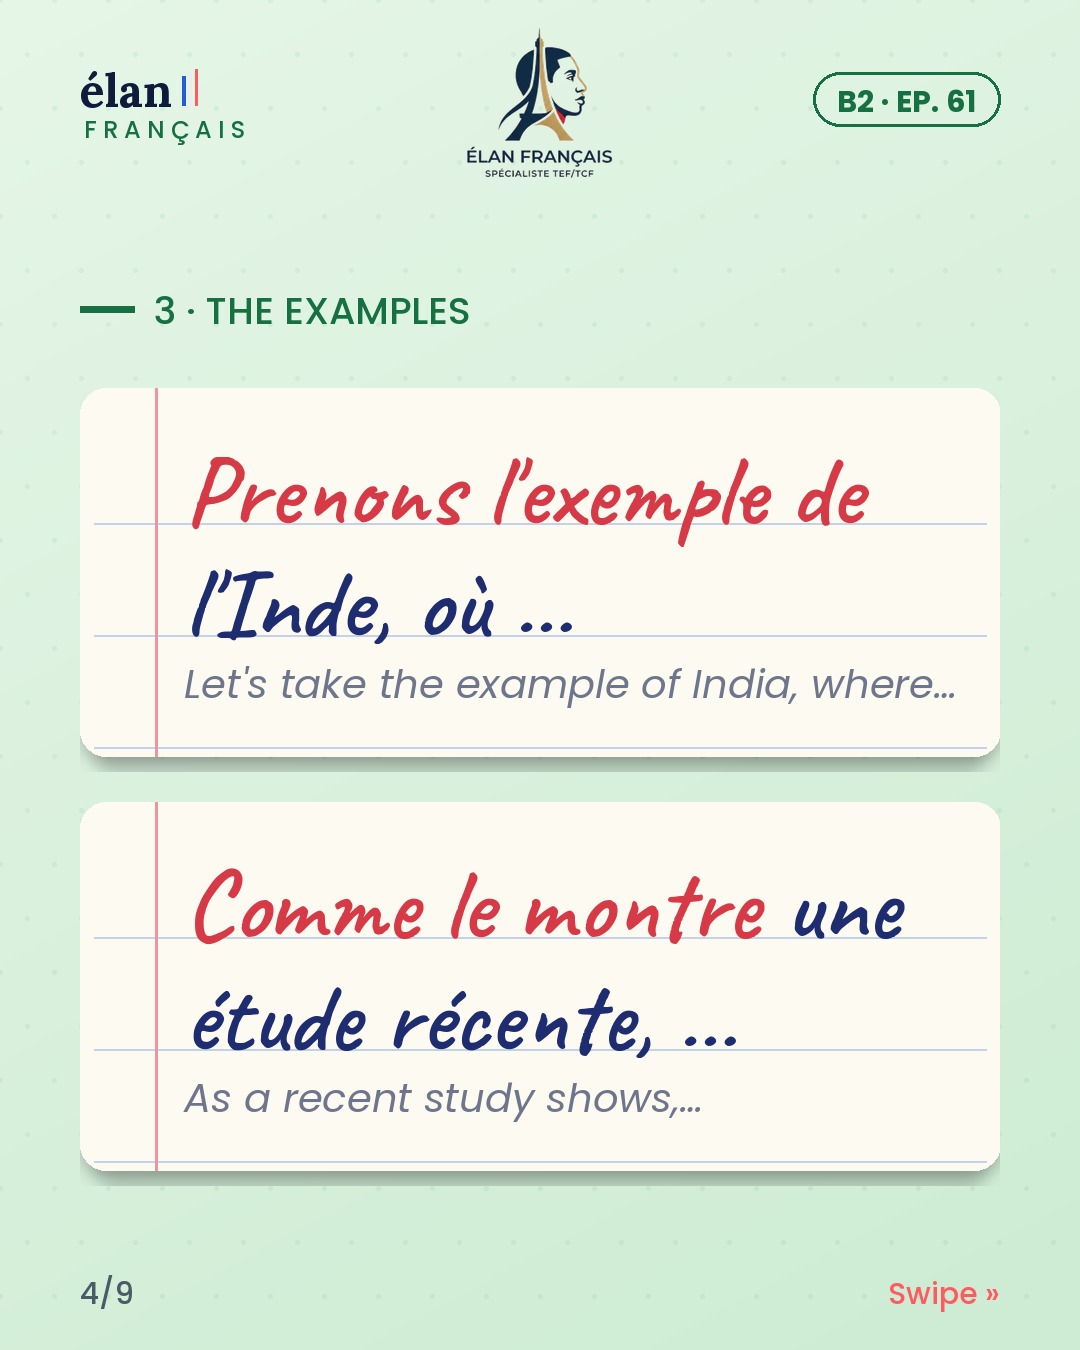 élan
FRANÇAIS
ÉLAN FRANÇAIS
SPÉCIALISTE TEF/TCF
B2 · EP. 61
3 · THE EXAMPLES
Prenons l'exemple de
l'Inde, où ...
Let's take the example of India, where...
Comme le montre une
étude récente, ...
As a recent study shows,...
4/9
Swipe »